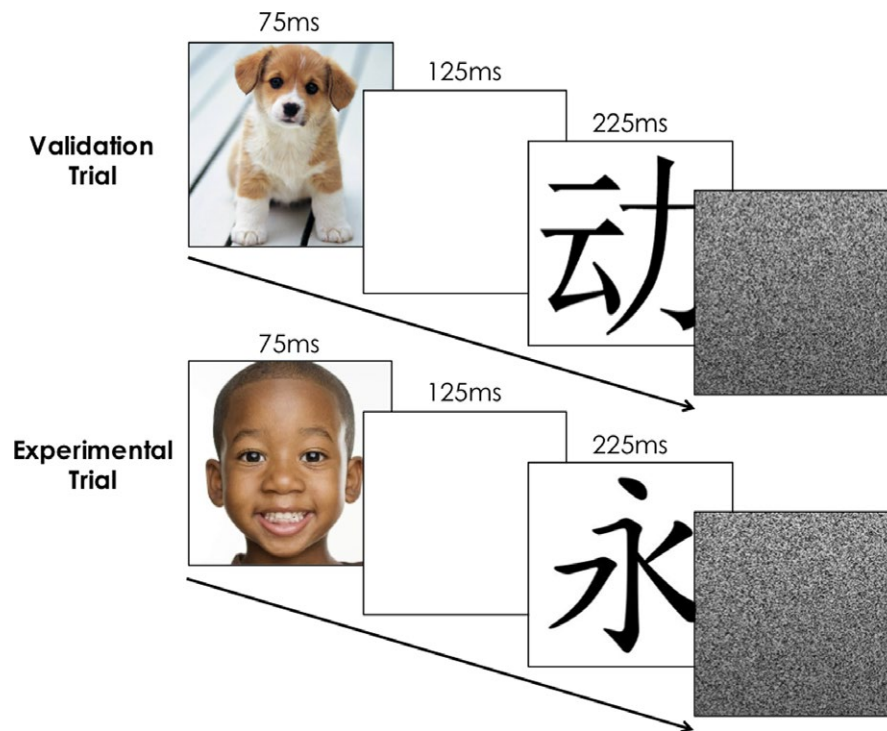 75ms
125ms
225ms
Validation
Trial
动
75ms
125ms
225ms
Experimental
Trial
永